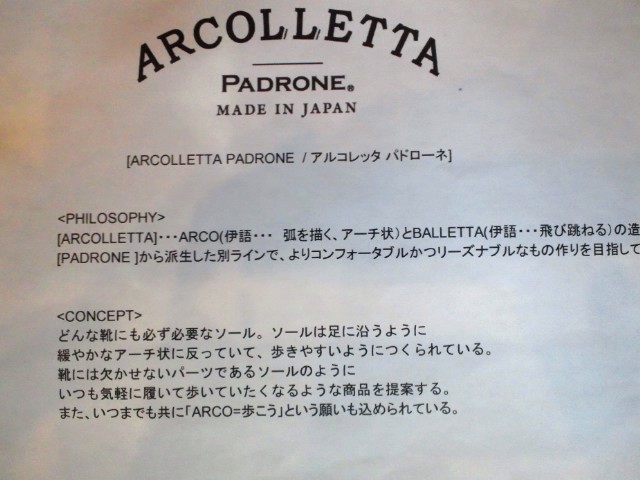 ARCOLLETTA
PADRONE®
MADE IN JAPAN
[ARCOLLETTA PADRONE / アルコレッタ パドローネ]
<PHILOSOPHY>
[ARCOLLETTA]･･･ARCO(伊語･･･ 弧を描く、アーチ状)とBALLETTA(伊語･･･飛び跳ねる)の造
[PADRONE ]から派生した別ラインで、よりコンフォータブルかつリーズナブルなもの作りを目指して
<CONCEPT>
どんな靴にも必ず必要なソール。ソールは足に沿うように
緩やかなアーチ状に反っていて、歩きやすいようにつくられている。
靴には欠かせないパーツであるソールのように
いつも気軽に履いて歩いていたくなるような商品を提案する。
また、いつまでも共に「ARCO=歩こう」という願いも込められている。